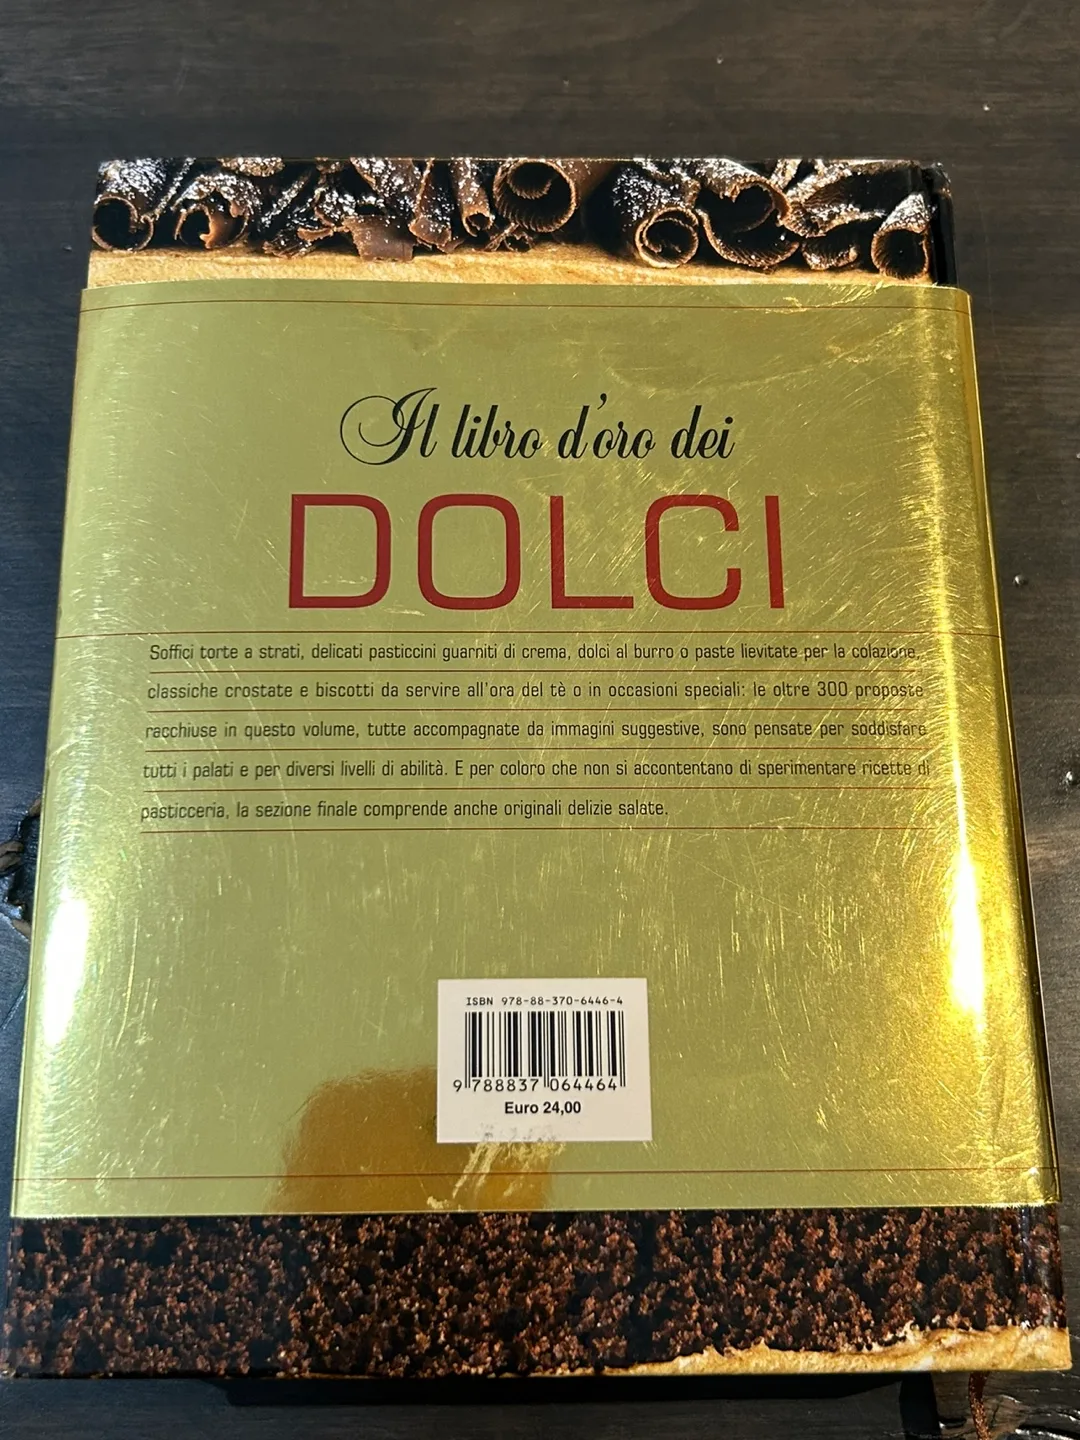 Il libro d'oro dei
DOLCI
Soffici torte a strati, delicati pasticcini guarniti di crema, dolci al burro o paste lievitate per la colazione,
classiche crostate e biscotti da servire all'ora del tè o in occasioni speciali: le oltre 300 proposte
racchiuse in questo volume, tutte accompagnate da immagini suggestive, sono pensate per soddisfare
tutti i palati e per diversi livelli di abilità. E per coloro che non si accontentano di sperimentare ricette di
pasticceria, la sezione finale comprende anche originali delizie salate.
ISBN 978-88-370-6446-4
9 788837 064464
Euro 24,00